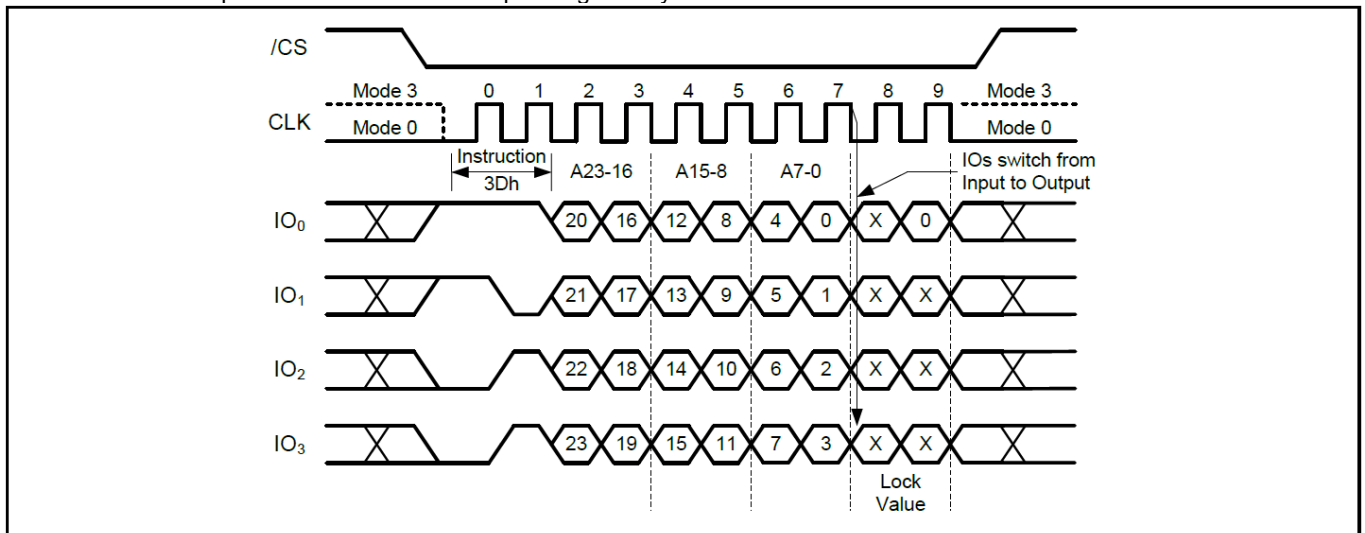 /CS
Mode 3 0 1 2 3 4 5 6 7 8 9 Mode 3
CLK
Mode 0 Mode 0
Instruction
3Dh
A23-16 A15-8 A7-0
IOs switch from
Input to Output
IO0 20 16 12 8 4 0 X 0
IO1 21 17 13 9 5 1 X X
IO2 22 18 14 10 6 2 X X
IO3 23 19 15 11 7 3 X X
Lock
Value